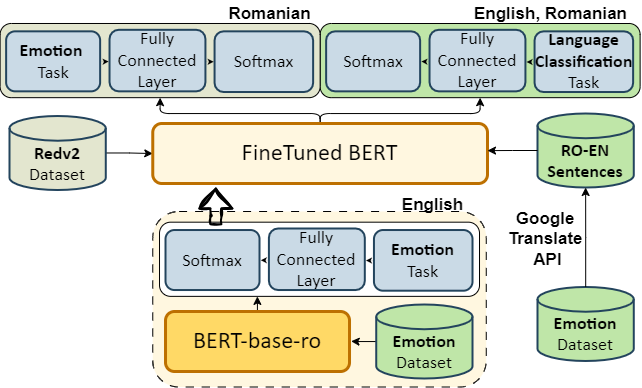 Romanian
English, Romanian
Emotion
Task
Fully
Connected
Layer
Softmax
Softmax
Fully
Connected
Layer
Language
Classification
Task
Redv2
Dataset
FineTuned BERT
RO-EN
Sentences
English
Google
Translate
API
Softmax
Fully
Connected
Layer
Emotion
Task
BERT-base-ro
Emotion
Dataset
Emotion
Dataset